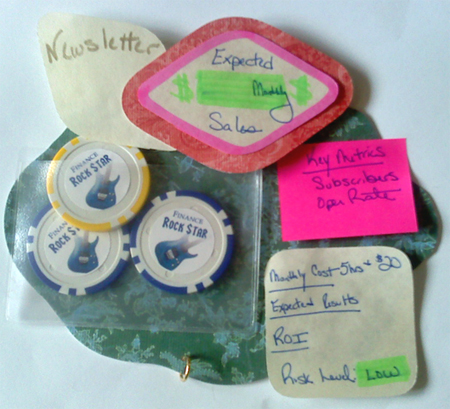 Newsletter
Expected
$ Monthly $
Sales
FINANCE
ROCK STAR
FINANCE
ROCK STAR
FINANCE
ROCK STAR
Key Metrics
Subscribers
Open Rate
Monthly Cost-5hrs + $20
Expected Results
ROI
Risk Level: LOW